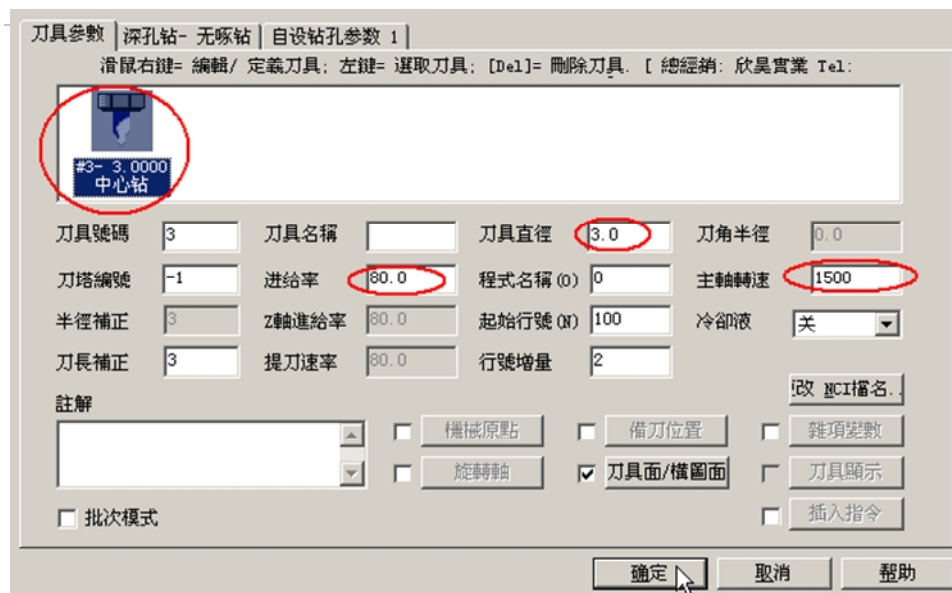 刀具參數 深孔钻- 无啄钻 自设钻孔参数 1
滑鼠右鍵= 編輯/ 定義刀具; 左鍵= 選取刀具; [Del]= 刪除刀具. [ 總經銷: 欣昊實業 Tel:
#3- 3.0000
中心钻
刀具號碼 3 刀具名稱 刀具直徑 3.0 刀角半徑 0.0
刀塔編號 -1 进给率 80.0 程式名稱(O) 0 主軸轉速 1500
半徑補正 3 Z軸進給率 80.0 起始行號(N) 100 冷卻液 关
刀長補正 3 提刀速率 80.0 行號增量 2
改 NCI檔名..
註解
機械原點 備刀位置 雜項變數
旋轉軸 刀具面/構圖面 刀具顯示
批次模式 插入指令
确定 取消 帮助